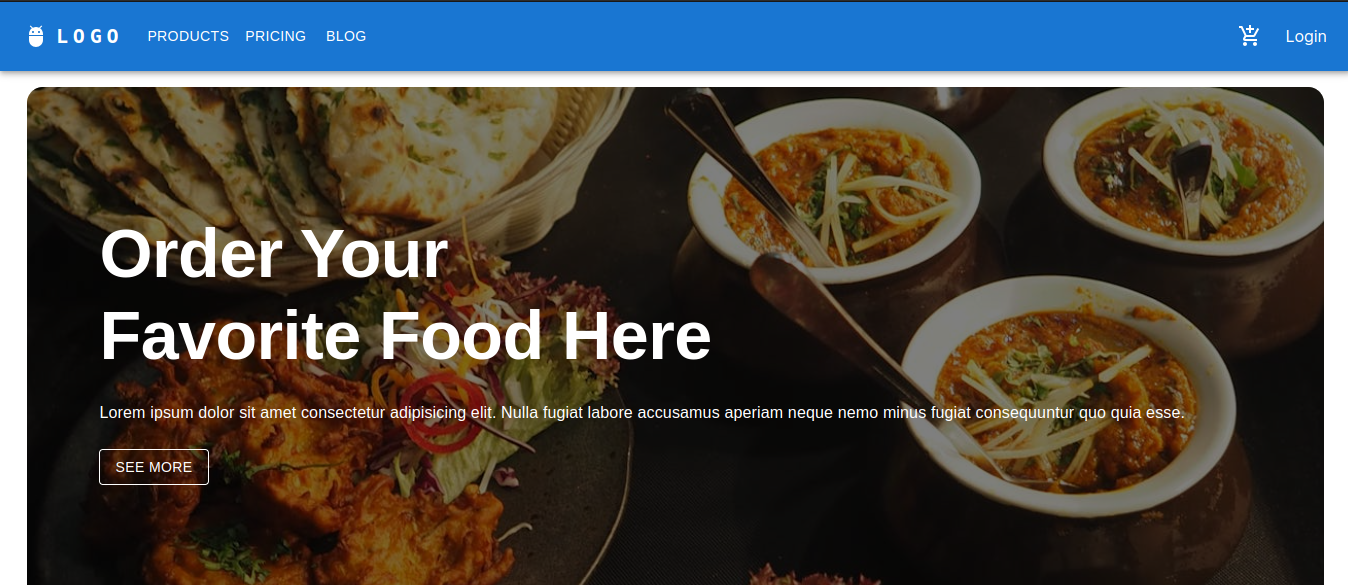 LOGO PRODUCTS PRICING BLOG Login
Order Your
Favorite Food Here
Lorem ipsum dolor sit amet consectetur adipisicing elit. Nulla fugiat labore accusamus aperiam neque nemo minus fugiat consequuntur quo quia esse.
SEE MORE